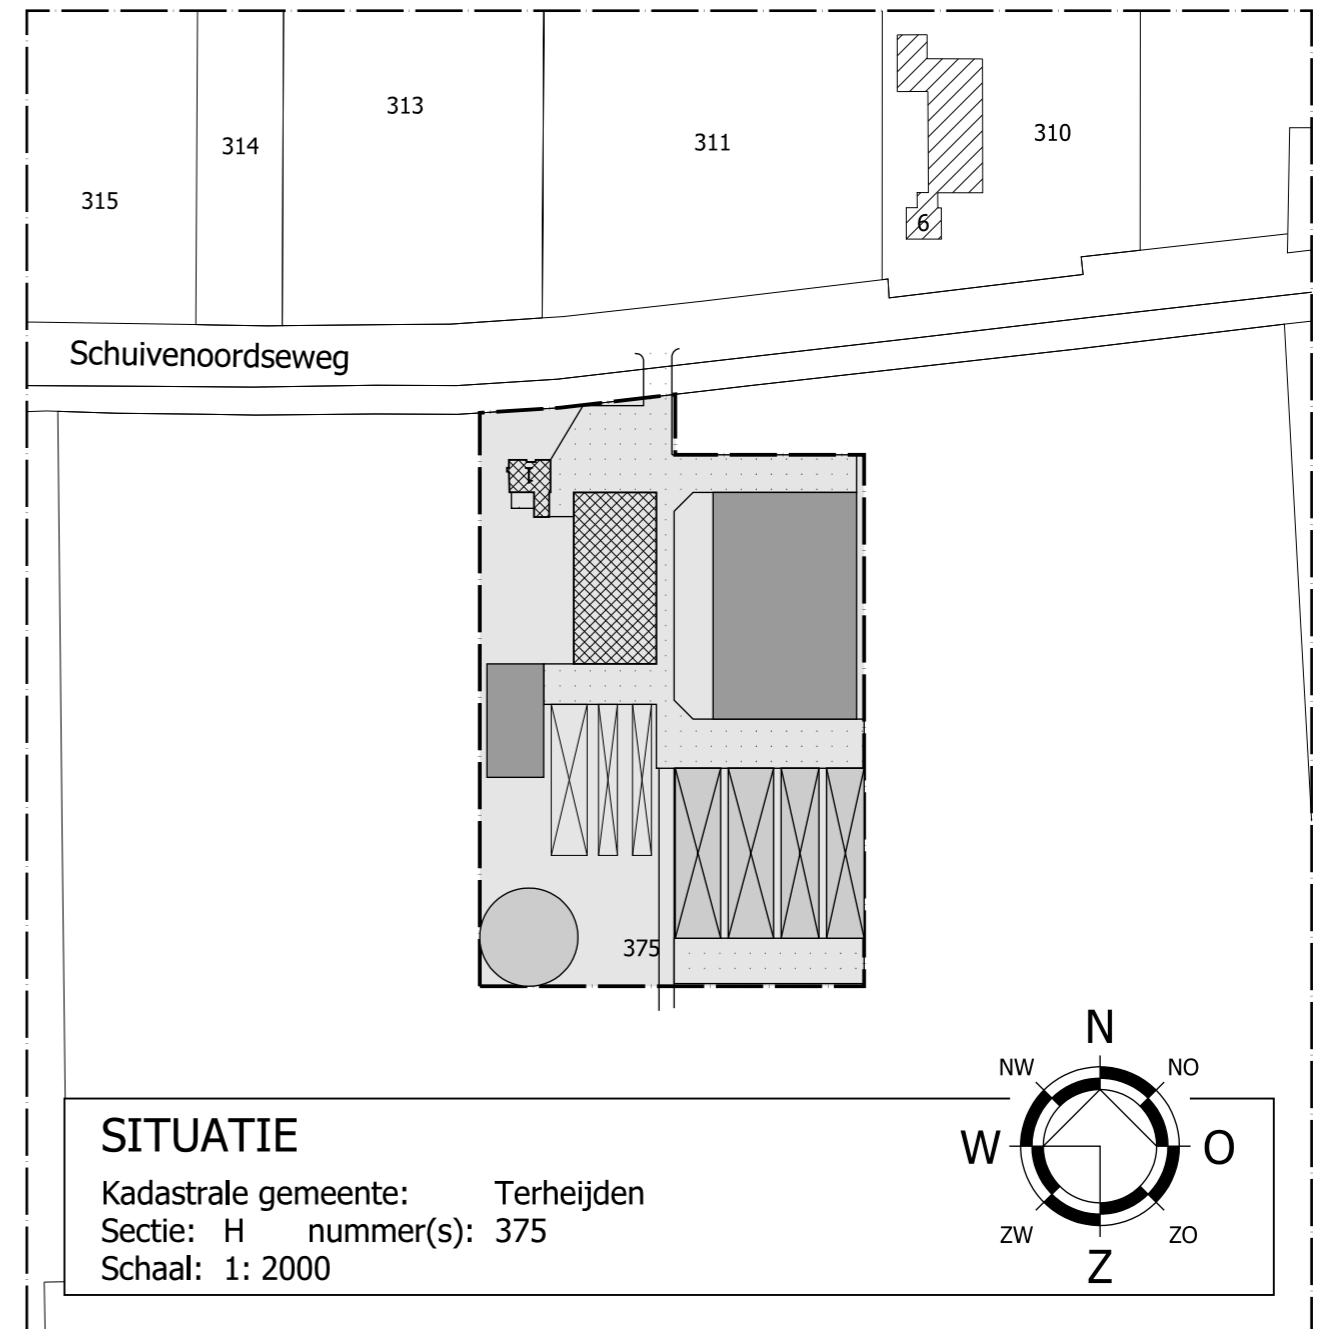 313
311
310
314
315
6
Schuivenoordseweg
375
N
NW
NO
W
O
ZW
ZO
Z
SITUATIE
Kadastrale gemeente: Terheijden
Sectie: H nummer(s): 375
Schaal: 1: 2000